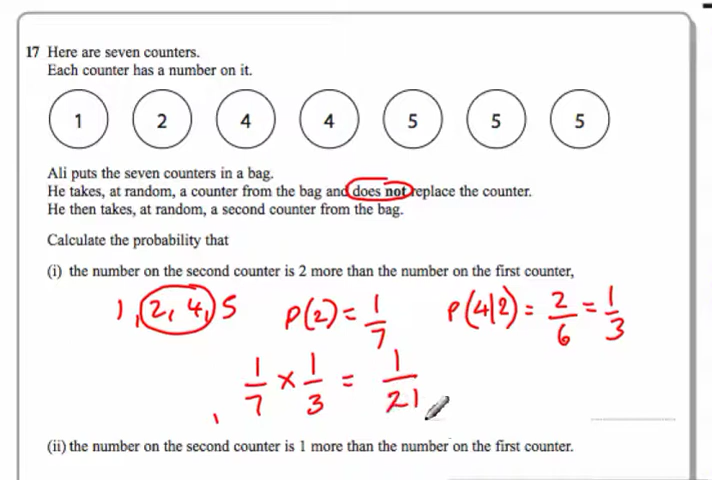 17 Here are seven counters.
Each counter has a number on it.
1 2 4 4 5 5 5
Ali puts the seven counters in a bag.
He takes, at random, a counter from the bag and does not replace the counter.
He then takes, at random, a second counter from the bag.
Calculate the probability that
(i) the number on the second counter is 2 more than the number on the first counter,
1, 2, 4, 5 P(2) = 1/7 P(4|2) = 2/6 = 1/3
1/7 × 1/3 = 1/21
(ii) the number on the second counter is 1 more than the number on the first counter.